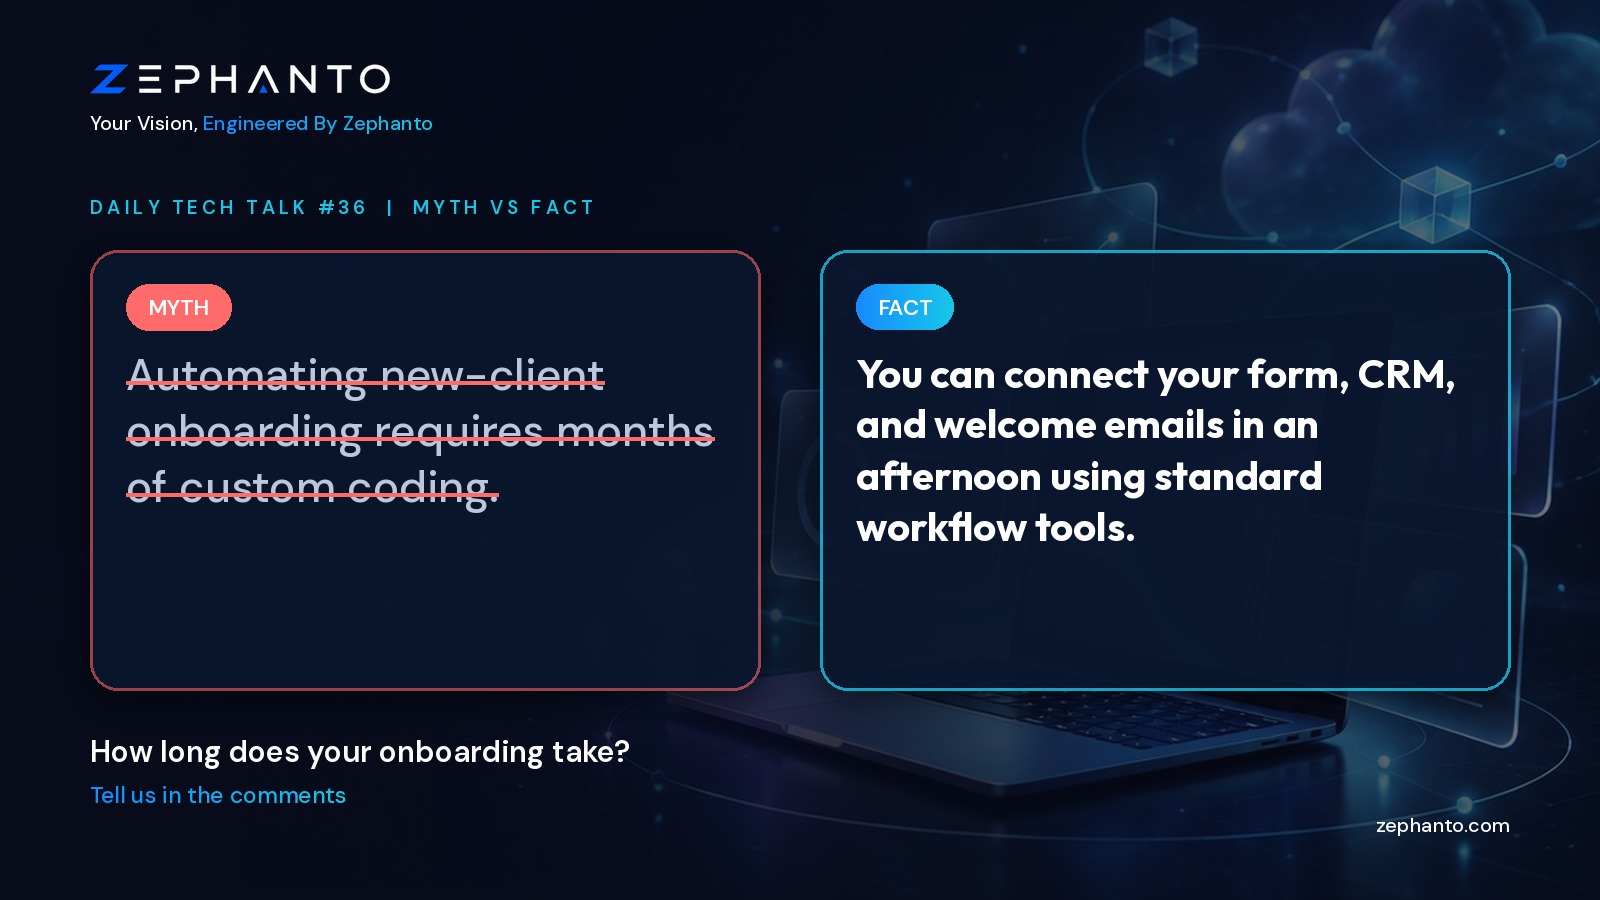 ZEPHANTO
Your Vision, Engineered By Zephanto
DAILY TECH TALK #36 | MYTH VS FACT
MYTH
Automating new-client
onboarding requires months
of custom coding.
FACT
You can connect your form, CRM,
and welcome emails in an
afternoon using standard
workflow tools.
How long does your onboarding take?
Tell us in the comments
zephanto.com